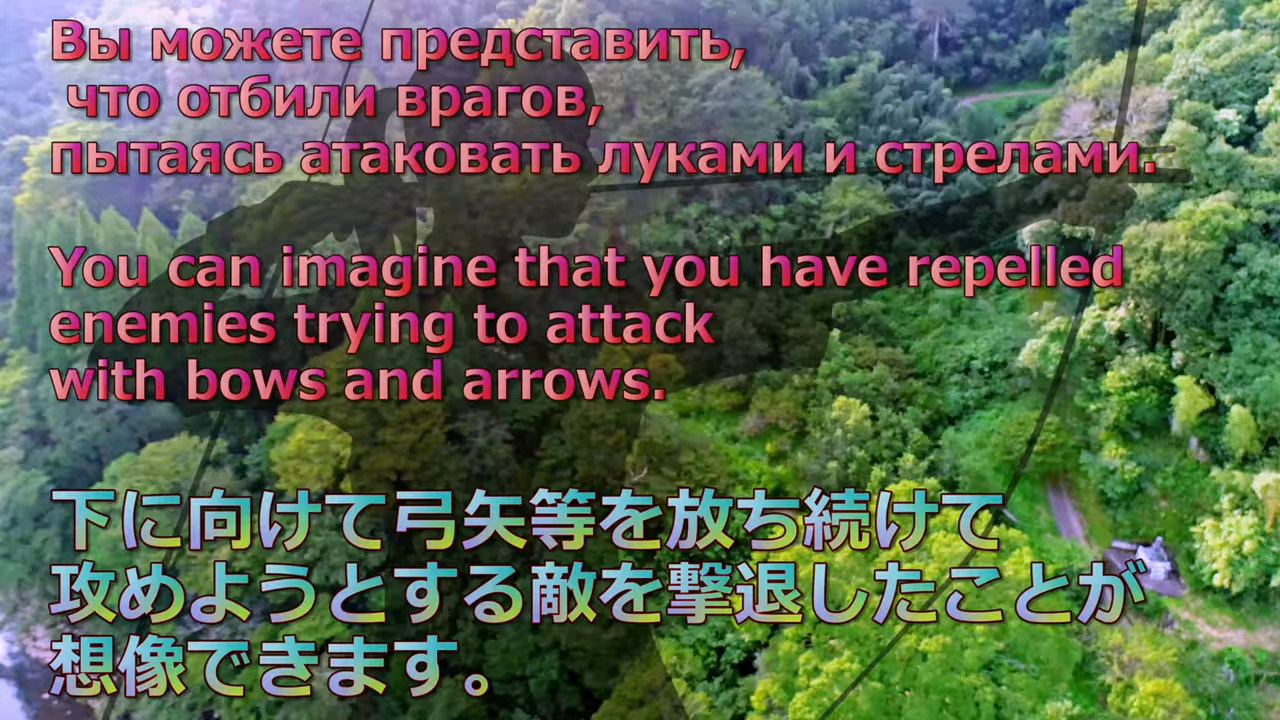 Вы можете представить,
что отбили врагов,
пытаясь атаковать луками и стрелами.
You can imagine that you have repelled
enemies trying to attack
with bows and arrows.
下に向けて弓矢等を放ち続けて
攻めようとする敵を撃退したことが
想像できます。